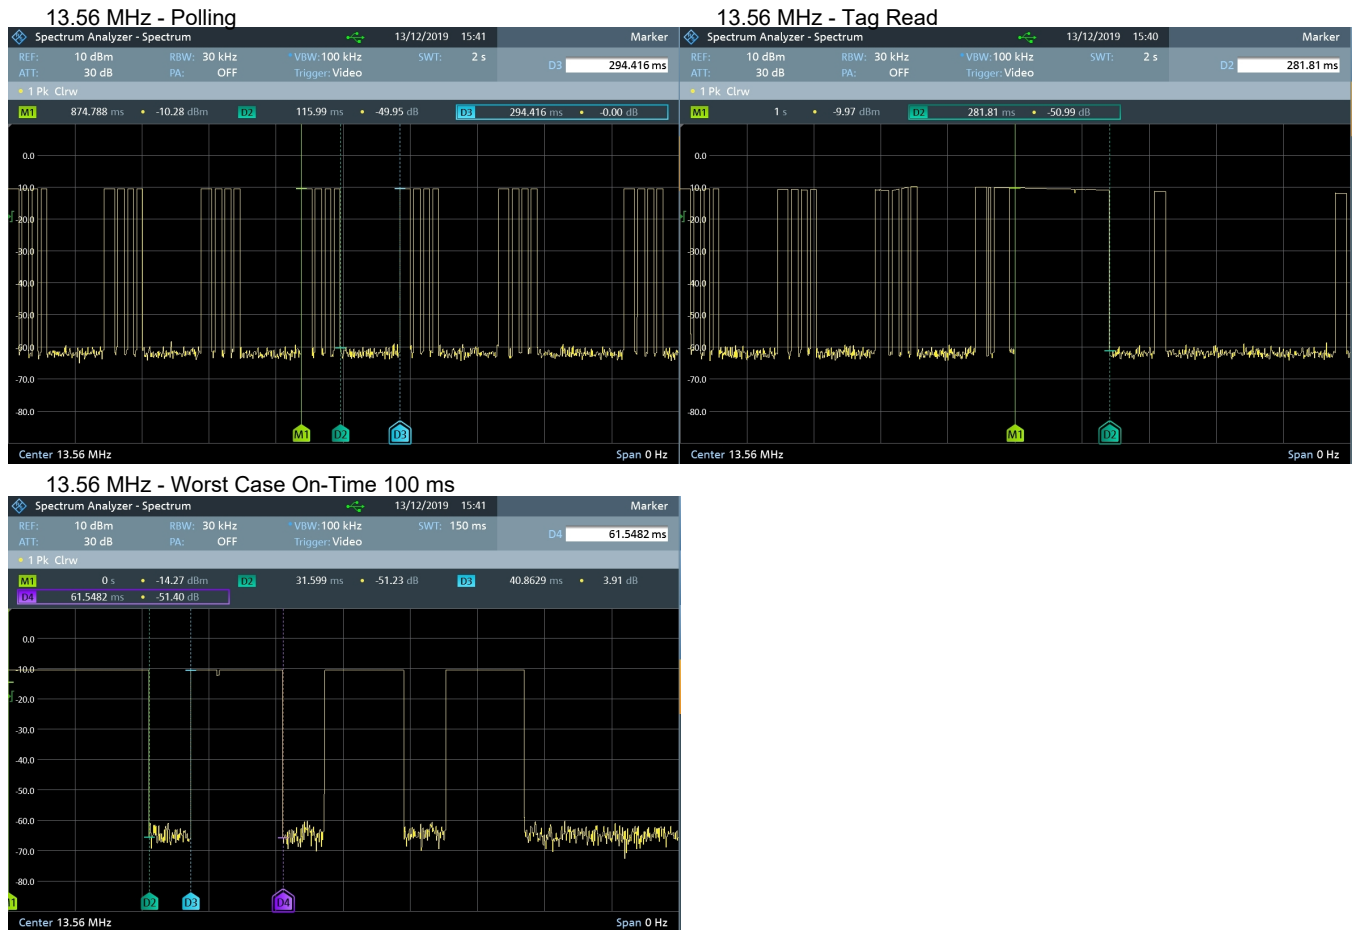 13.56 MHz - Polling
Spectrum Analyzer - Spectrum 13/12/2019 15:41 Marker
REF: 10 dBm RBW: 30 kHz *VBW: 100 kHz SWT: 2 s
ATT: 30 dB PA: OFF Trigger: Video D3 294.416 ms
1 Pk Clrw
M1 874.788 ms -10.28 dBm D2 115.99 ms -49.95 dB D3 294.416 ms -0.00 dB
0.0
-10.0
-20.0
-30.0
-40.0
-50.0
-60.0
-70.0
-80.0
M1 D2 D3
Center 13.56 MHz Span 0 Hz
13.56 MHz - Tag Read
Spectrum Analyzer - Spectrum 13/12/2019 15:40 Marker
REF: 10 dBm RBW: 30 kHz *VBW: 100 kHz SWT: 2 s
ATT: 30 dB PA: OFF Trigger: Video D2 281.81 ms
1 Pk Clrw
M1 1 s -9.97 dBm D2 281.81 ms -50.99 dB
0.0
-10.0
-20.0
-30.0
-40.0
-50.0
-60.0
-70.0
-80.0
M1 D2
Center 13.56 MHz Span 0 Hz
13.56 MHz - Worst Case On-Time 100 ms
Spectrum Analyzer - Spectrum 13/12/2019 15:41 Marker
REF: 10 dBm RBW: 30 kHz *VBW: 100 kHz SWT: 150 ms
ATT: 30 dB PA: OFF Trigger: Video D4 61.5482 ms
1 Pk Clrw
M1 0 s -14.27 dBm D2 31.599 ms -51.23 dB D3 40.8629 ms 3.91 dB
D4 61.5482 ms -51.40 dB
0.0
-10.0
-20.0
-30.0
-40.0
-50.0
-60.0
-70.0
-80.0
D2 D3 D4
Center 13.56 MHz Span 0 Hz